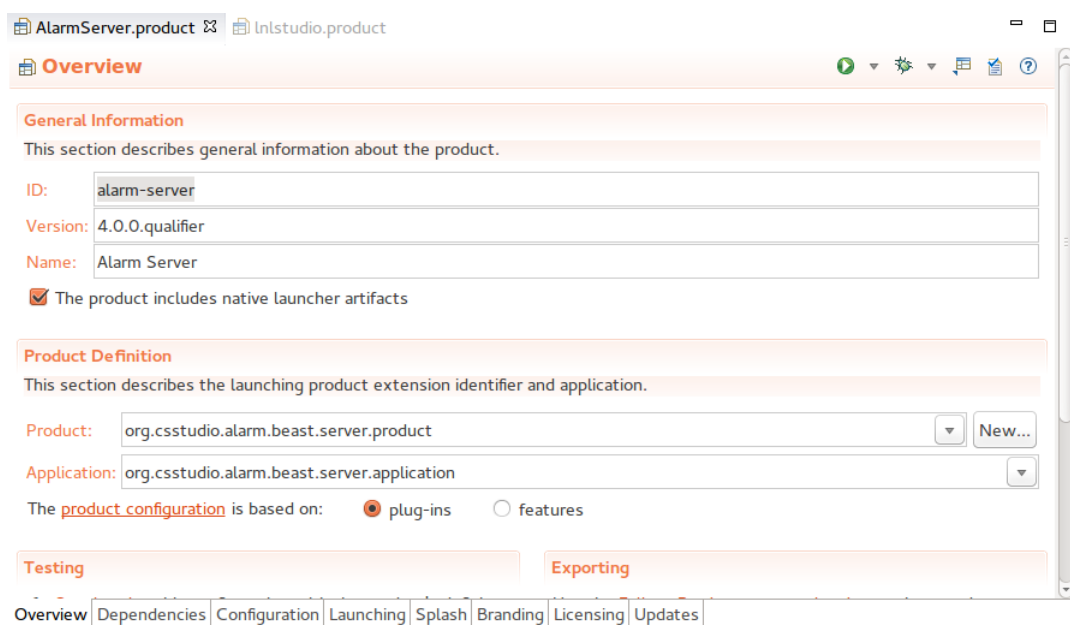 AlarmServer.product lnlstudio.product
Overview
General Information
This section describes general information about the product.
ID: alarm-server
Version: 4.0.0.qualifier
Name: Alarm Server
The product includes native launcher artifacts
Product Definition
This section describes the launching product extension identifier and application.
Product: org.csstudio.alarm.beast.server.product New...
Application: org.csstudio.alarm.beast.server.application
The product configuration is based on: plug-ins features
Testing Exporting
Overview Dependencies Configuration Launching Splash Branding Licensing Updates